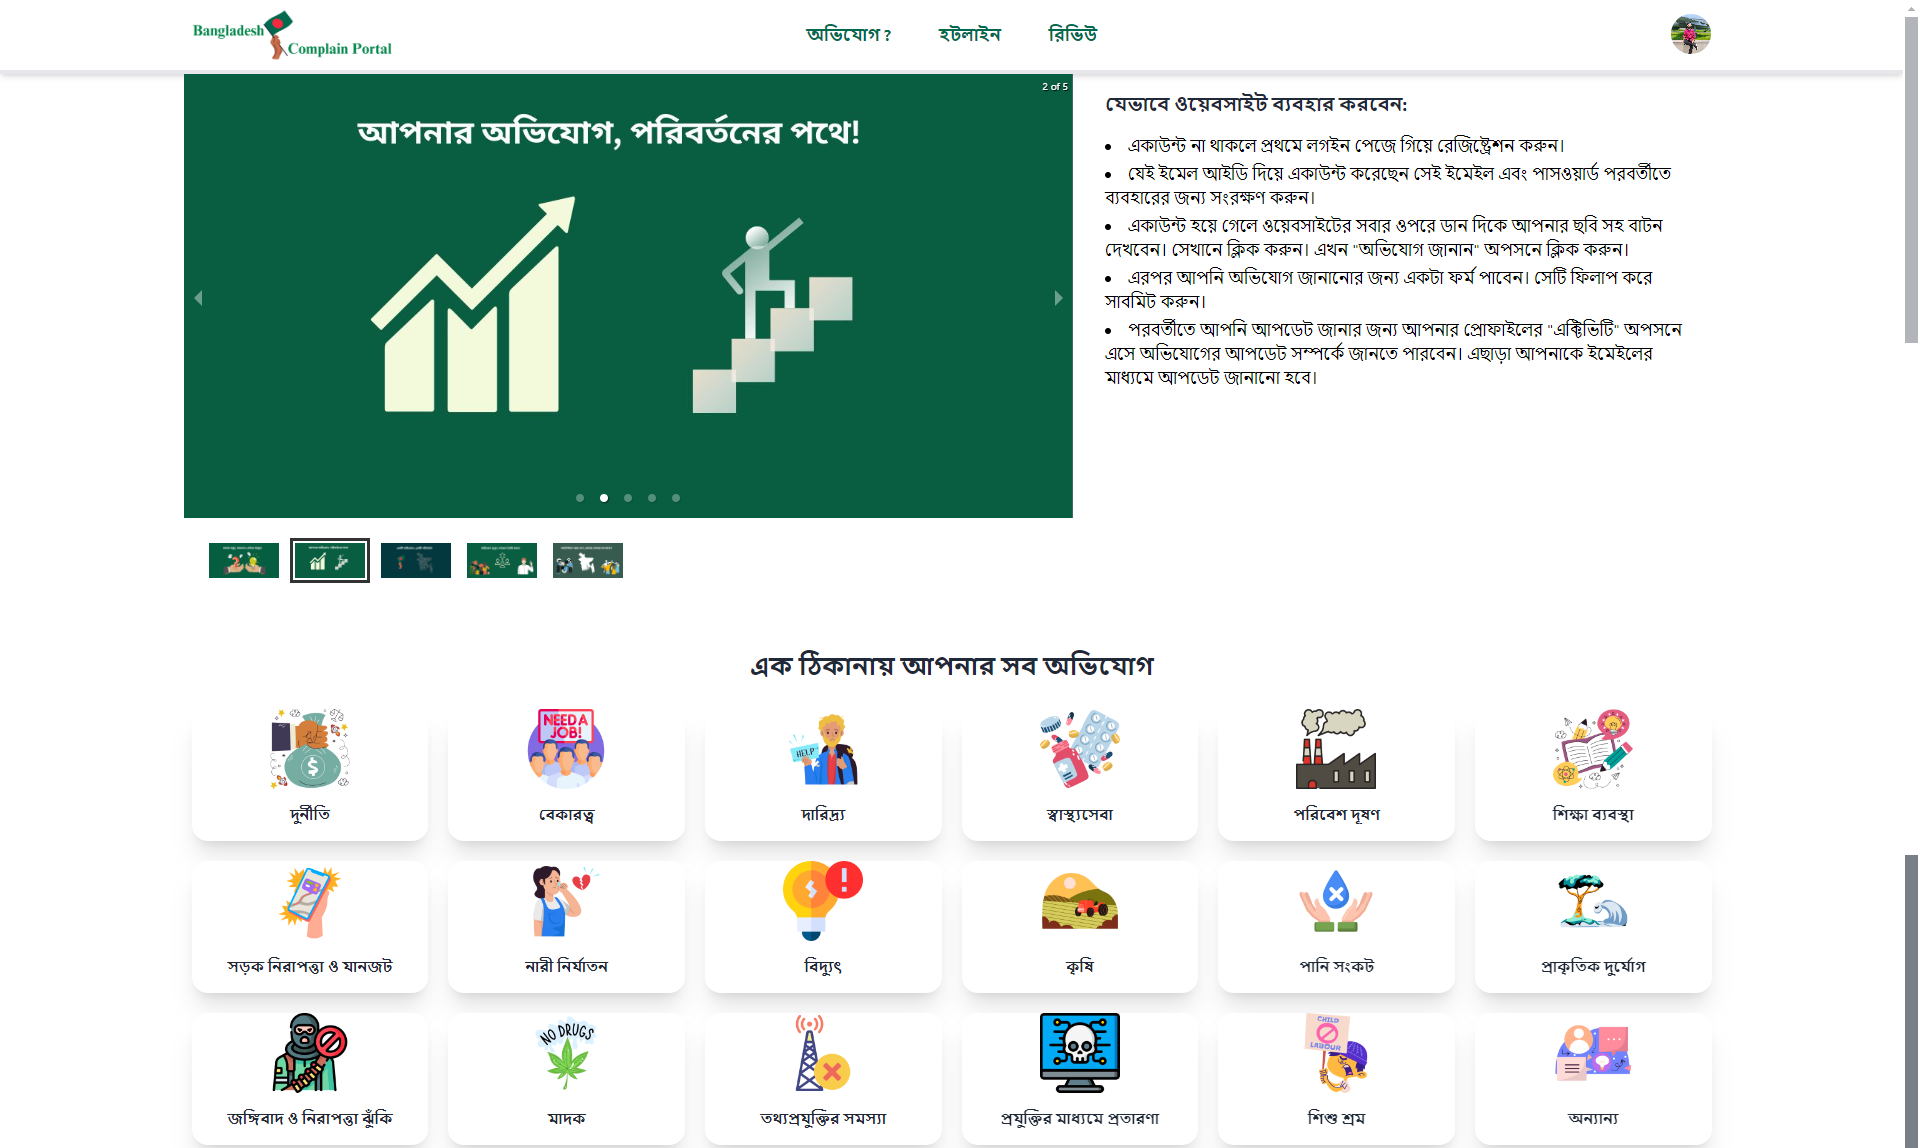 Bangladesh
Complain Portal
অভিযোগ ?
হটলাইন
রিভিউ
2 of 5
আপনার অভিযোগ, পরিবর্তনের পথে!
যেভাবে ওয়েবসাইট ব্যবহার করবেন:
• একাউন্ট না থাকলে প্রথমে লগইন পেজে গিয়ে রেজিষ্ট্রেশন করুন।
• যেই ইমেল আইডি দিয়ে একাউন্ট করেছেন সেই ইমেইল এবং পাসওয়ার্ড পরবর্তীতে
ব্যবহারের জন্য সংরক্ষণ করুন।
• একাউন্ট হয়ে গেলে ওয়েবসাইটের সবার ওপরে ডান দিকে আপনার ছবি সহ বাটন
দেখবেন। সেখানে ক্লিক করুন। এখন "অভিযোগ জানান" অপসনে ক্লিক করুন।
• এরপর আপনি অভিযোগ জানানোর জন্য একটা ফর্ম পাবেন। সেটি ফিলাপ করে
সাবমিট করুন।
• পরবর্তীতে আপনি আপডেট জানার জন্য আপনার প্রোফাইলের "এক্টিভিটি" অপসনে
এসে অভিযোগের আপডেট সম্পর্কে জানতে পারবেন। এছাড়া আপনাকে ইমেইলের
মাধ্যমে আপডেট জানানো হবে।
এক ঠিকানায় আপনার সব অভিযোগ
NEED A
JOB!
HELP
দুর্নীতি
বেকারত্ব
দারিদ্র্য
স্বাস্থ্যসেবা
পরিবেশ দূষণ
শিক্ষা ব্যবস্থা
সড়ক নিরাপত্তা ও যানজট
নারী নির্যাতন
বিদ্যুৎ
কৃষি
পানি সংকট
প্রাকৃতিক দুর্যোগ
NO DRUGS
CHILD
LABOUR
জঙ্গিবাদ ও নিরাপত্তা ঝুঁকি
মাদক
তথ্যপ্রযুক্তির সমস্যা
প্রযুক্তির মাধ্যমে প্রতারণা
শিশু শ্রম
অন্যান্য